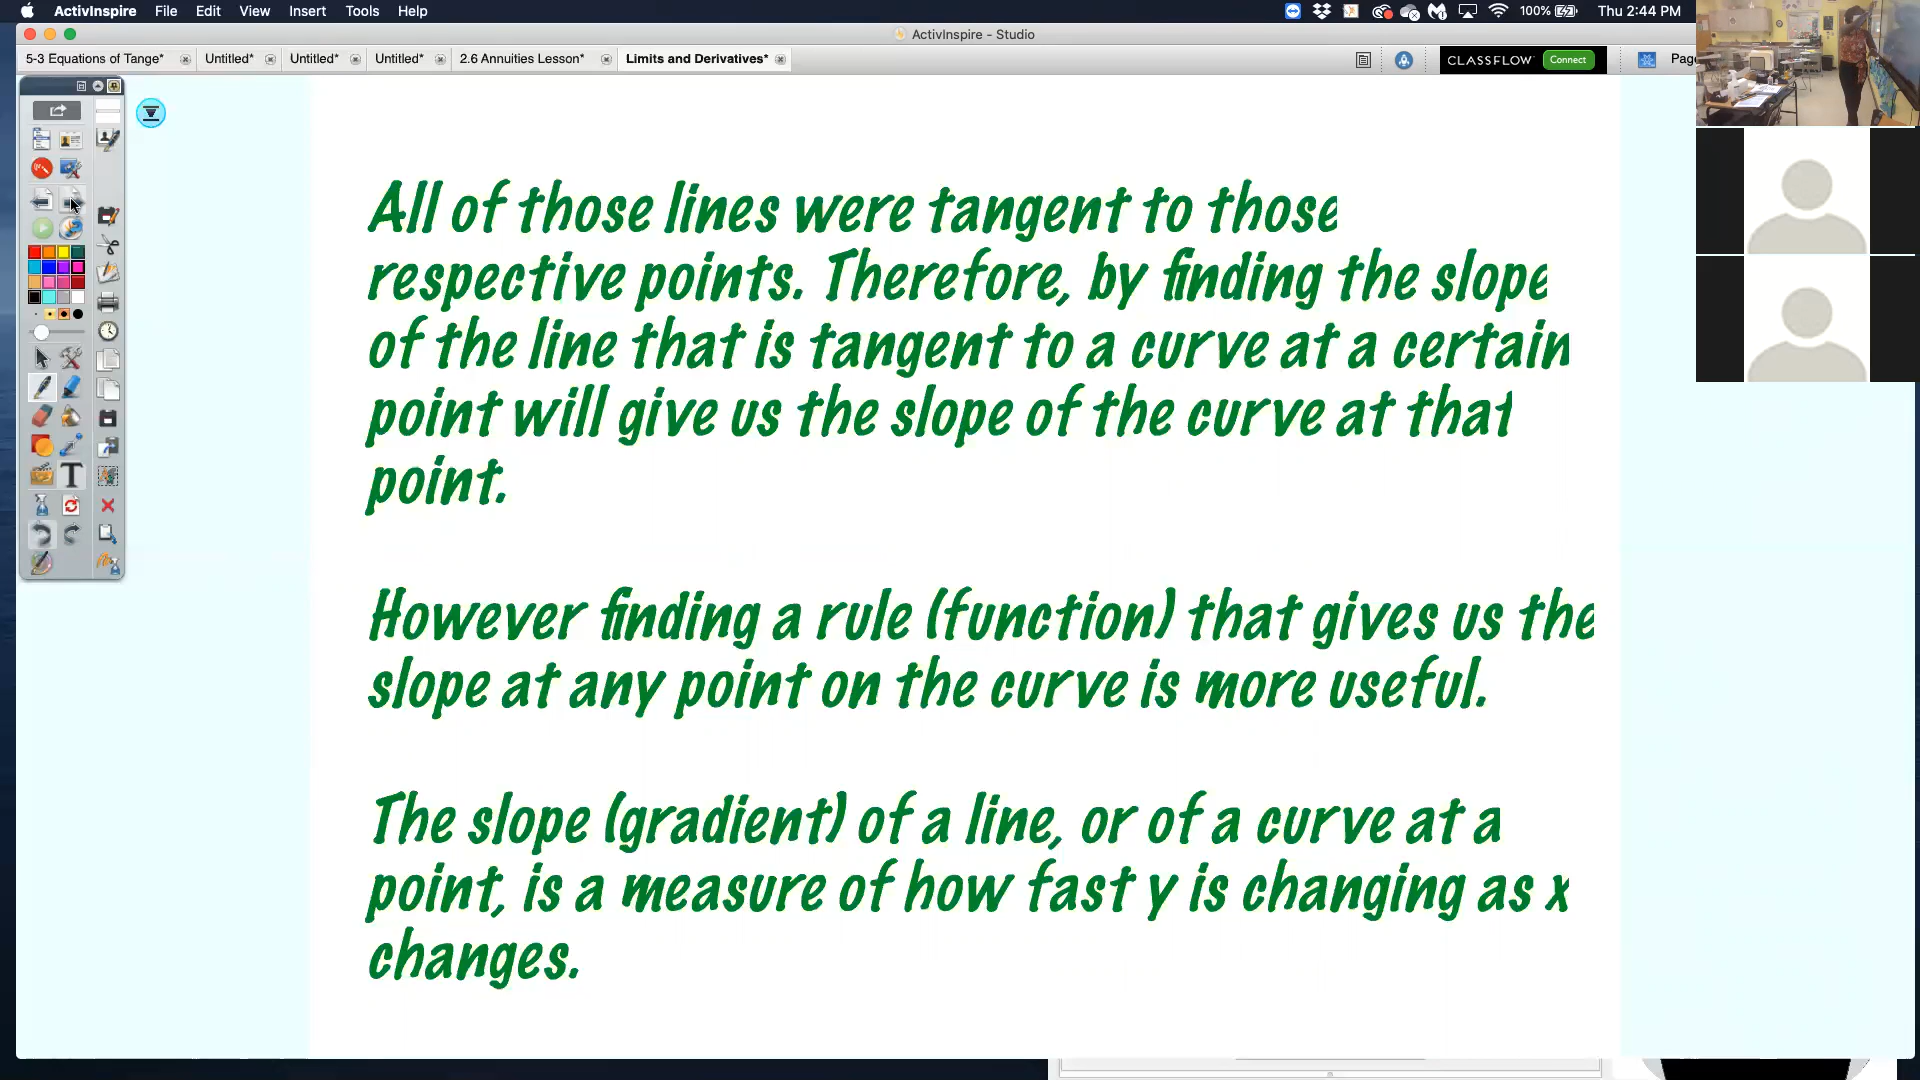 ActivInspire File Edit View Insert Tools Help
100% Thu 2:44 PM
ActivInspire - Studio
5-3 Equations of Tange* Untitled* Untitled* Untitled* 2.6 Annuities Lesson* Limits and Derivatives*
CLASSFLOW Connect
All of those lines were tangent to those
respective points. Therefore, by finding the slope
of the line that is tangent to a curve at a certain
point will give us the slope of the curve at that
point.
However finding a rule (function) that gives us the
slope at any point on the curve is more useful.
The slope (gradient) of a line, or of a curve at a
point, is a measure of how fast y is changing as x
changes.